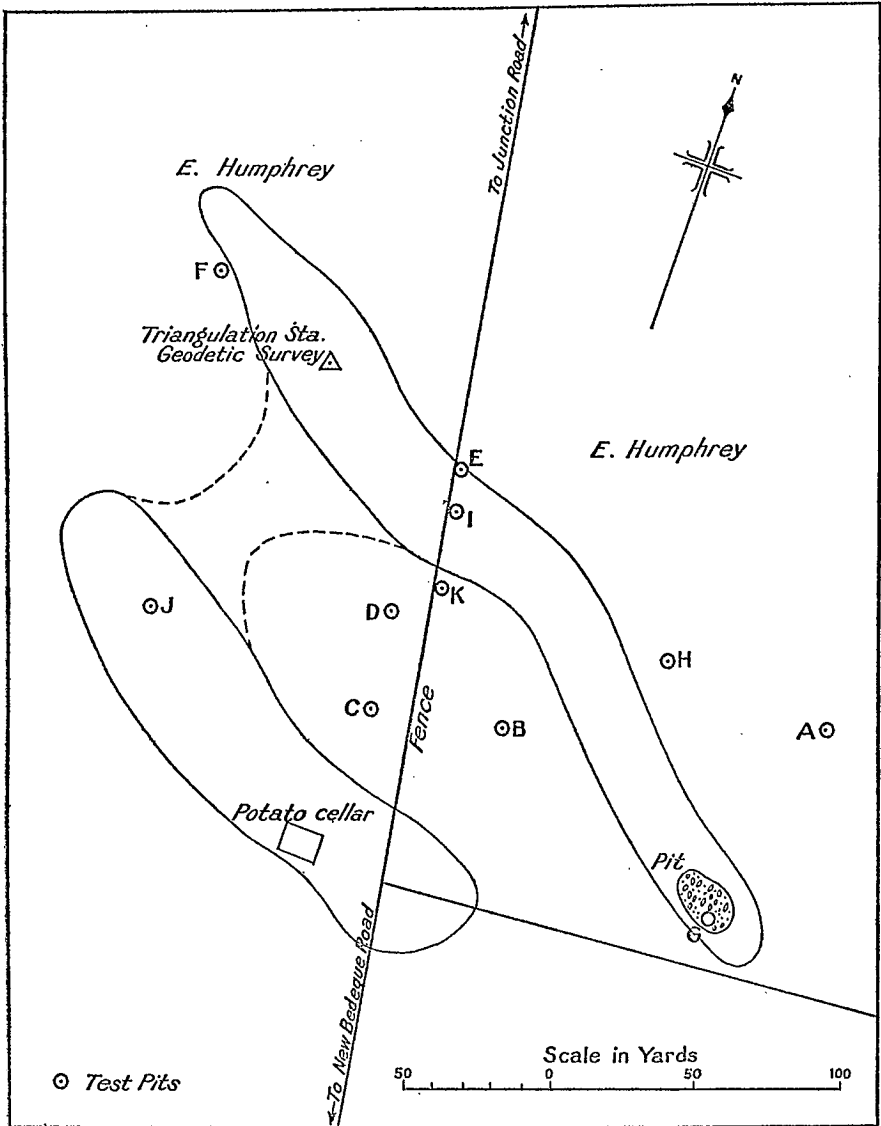 To Junction Road
N
E. Humphrey
F
Triangulation Sta.
Geodetic Survey
E. Humphrey
E
I
K
D
J
H
C
B
A
Fence
Potato cellar
Pit
G
To New Bedeque Road
Scale in Yards
50 0 50 100
Test Pits